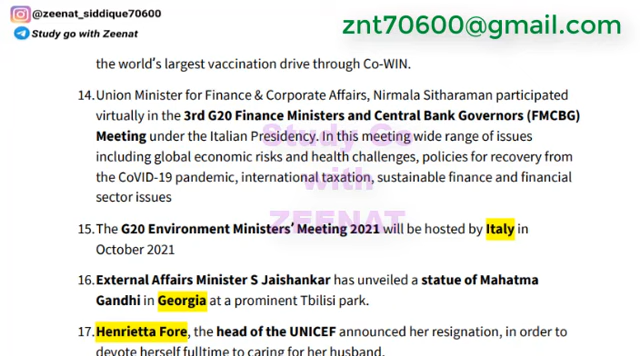 @zeenat_siddique70600
Study go with Zeenat
znt70600@gmail.com
the world's largest vaccination drive through Co-WIN.
14. Union Minister for Finance & Corporate Affairs, Nirmala Sitharaman participated
virtually in the 3rd G20 Finance Ministers and Central Bank Governors (FMCBG)
Meeting under the Italian Presidency. In this meeting wide range of issues
including global economic risks and health challenges, policies for recovery from
the CoVID-19 pandemic, international taxation, sustainable finance and financial
sector issues
Study Go
with
ZEENAT
15. The G20 Environment Ministers' Meeting 2021 will be hosted by Italy in
October 2021
16. External Affairs Minister S Jaishankar has unveiled a statue of Mahatma
Gandhi in Georgia at a prominent Tbilisi park.
17. Henrietta Fore, the head of the UNICEF announced her resignation, in order to
devote herself fulltime to caring for her husband.